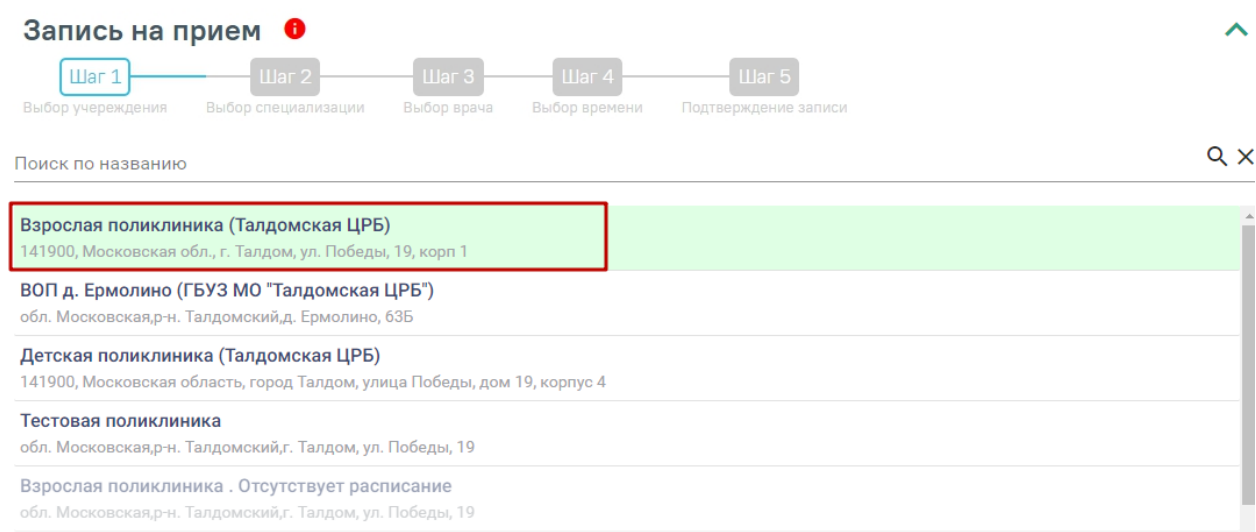 Запись на прием
Шаг 1 Шаг 2 Шаг 3 Шаг 4 Шаг 5
Выбор учереждения Выбор специализации Выбор врача Выбор времени Подтверждение записи
Поиск по названию
Взрослая поликлиника (Талдомская ЦРБ)
141900, Московская обл., г. Талдом, ул. Победы, 19, корп 1
ВОП д. Ермолино (ГБУЗ МО "Талдомская ЦРБ")
обл. Московская,р-н. Талдомский,д. Ермолино, 63Б
Детская поликлиника (Талдомская ЦРБ)
141900, Московская область, город Талдом, улица Победы, дом 19, корпус 4
Тестовая поликлиника
обл. Московская,р-н. Талдомский,г. Талдом, ул. Победы, 19
Взрослая поликлиника . Отсутствует расписание
обл. Московская,р-н. Талдомский,г. Талдом, ул. Победы, 19